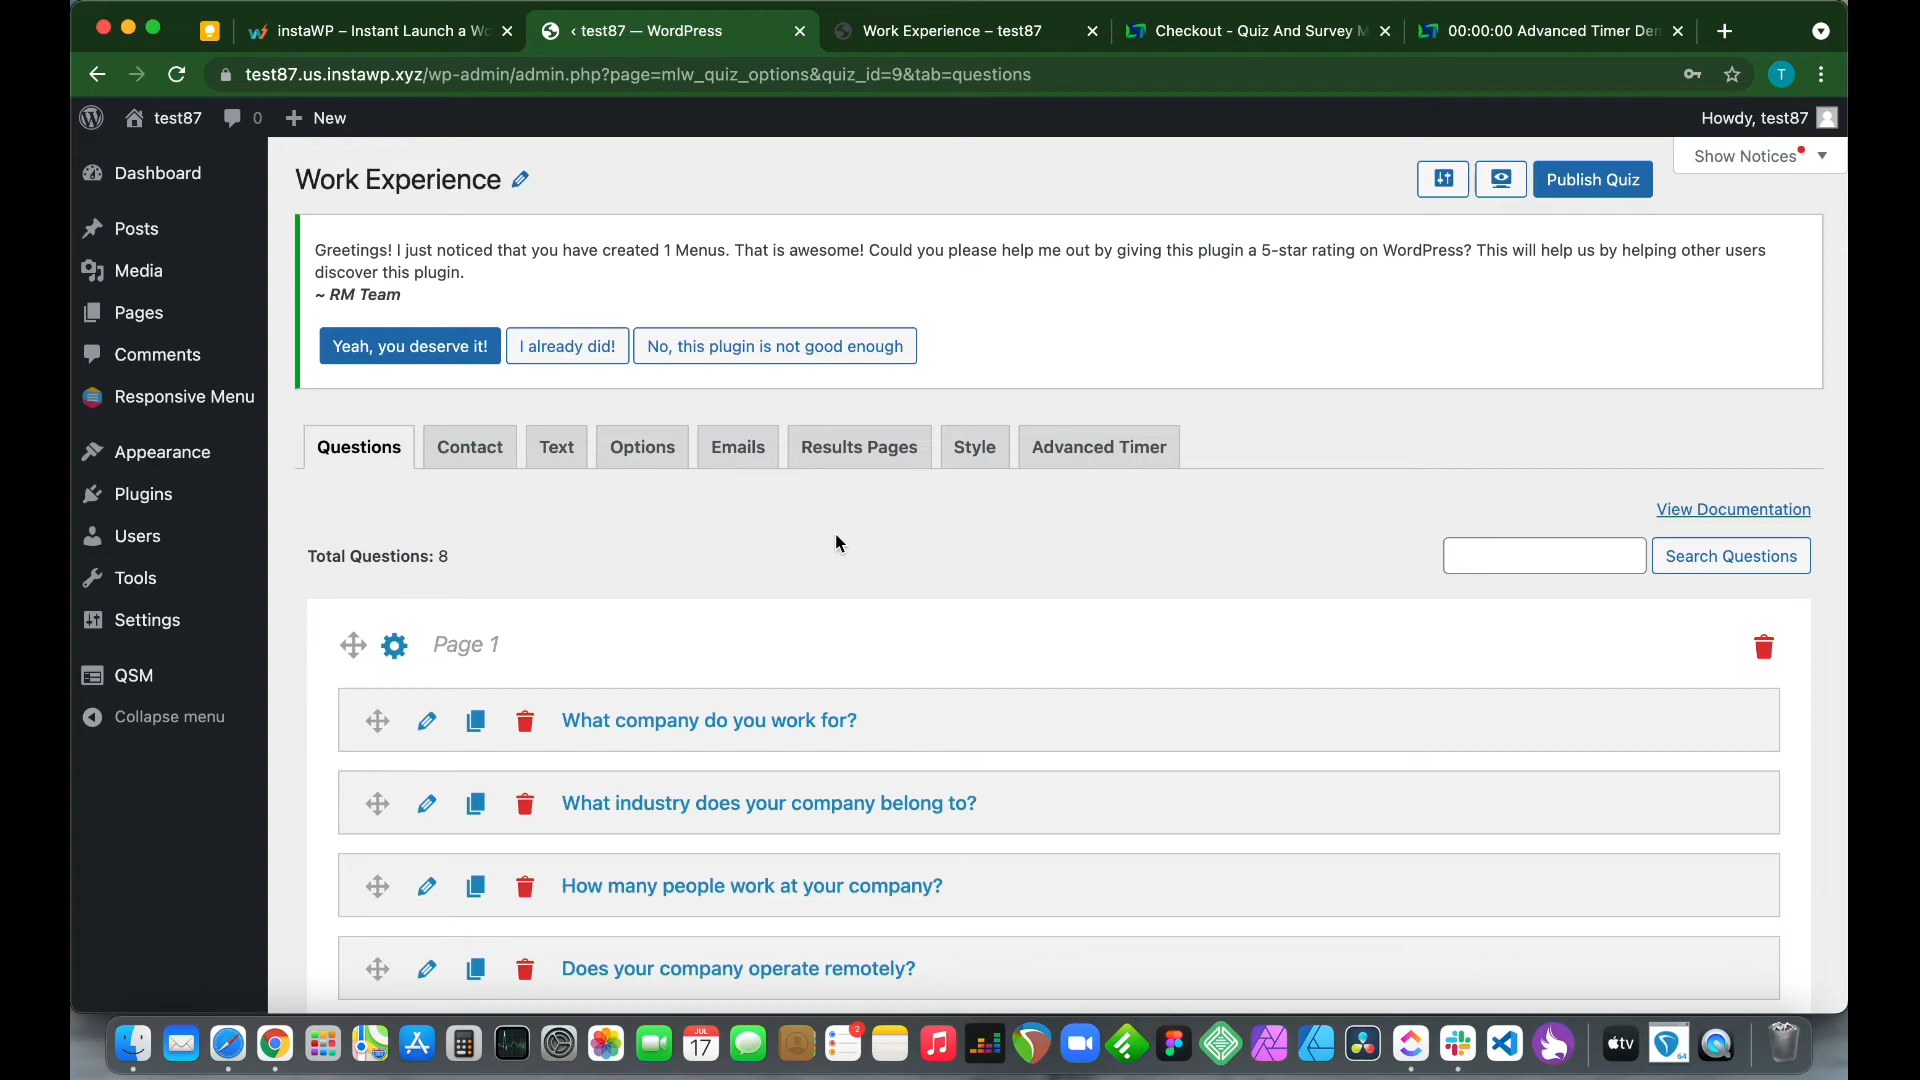 instaWP – Instant Launch a Wo
‹ test87 — WordPress
Work Experience – test87
Checkout - Quiz And Survey M
00:00:00 Advanced Timer Dem
test87.us.instawp.xyz/wp-admin/admin.php?page=mlw_quiz_options&quiz_id=9&tab=questions
T
test87
0
New
Howdy, test87
Dashboard
Posts
Media
Pages
Comments
Responsive Menu
Appearance
Plugins
Users
Tools
Settings
QSM
Collapse menu
Show Notices
Work Experience
Publish Quiz
Greetings! I just noticed that you have created 1 Menus. That is awesome! Could you please help me out by giving this plugin a 5-star rating on WordPress? This will help us by helping other users
discover this plugin.
~ RM Team
Yeah, you deserve it!
I already did!
No, this plugin is not good enough
Questions
Contact
Text
Options
Emails
Results Pages
Style
Advanced Timer
View Documentation
Total Questions: 8
Search Questions
Page 1
What company do you work for?
What industry does your company belong to?
How many people work at your company?
Does your company operate remotely?
JUL
17
2
tv
64